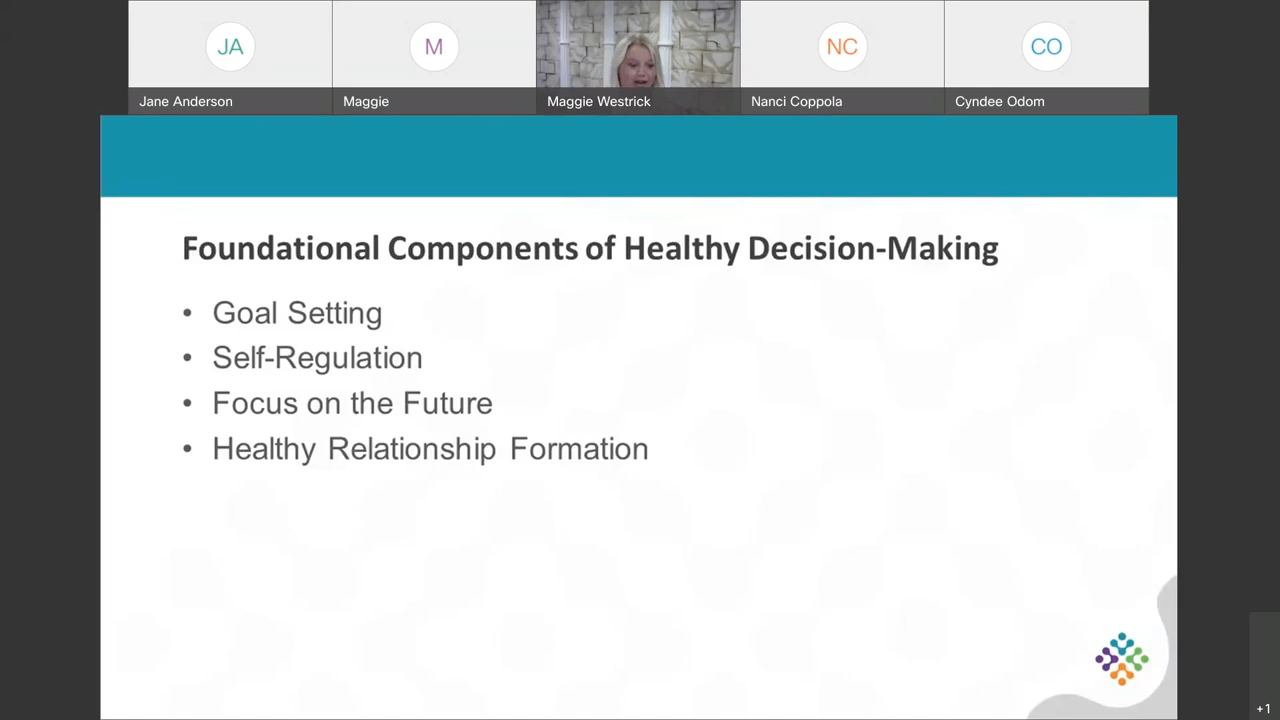 JA
M
NC
CO
Jane Anderson
Maggie
Maggie Westrick
Nanci Coppola
Cyndee Odom
Foundational Components of Healthy Decision-Making
• Goal Setting
• Self-Regulation
• Focus on the Future
• Healthy Relationship Formation
+1